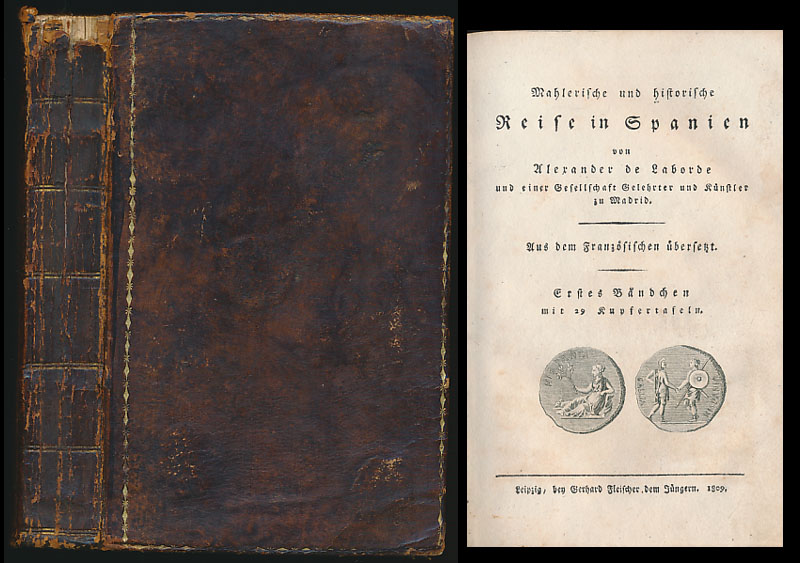 Mahlerische und historische
Reise in Spanien
von
Alexander de Laborde
und einer Gesellschaft Gelehrter und Künstler
zu Madrid.
Aus dem Französischen übersetzt.
Erstes Bändchen
mit 29 Kupfertafeln.
Leipzig, bey Gerhard Fleischer dem Jüngern. 1809.